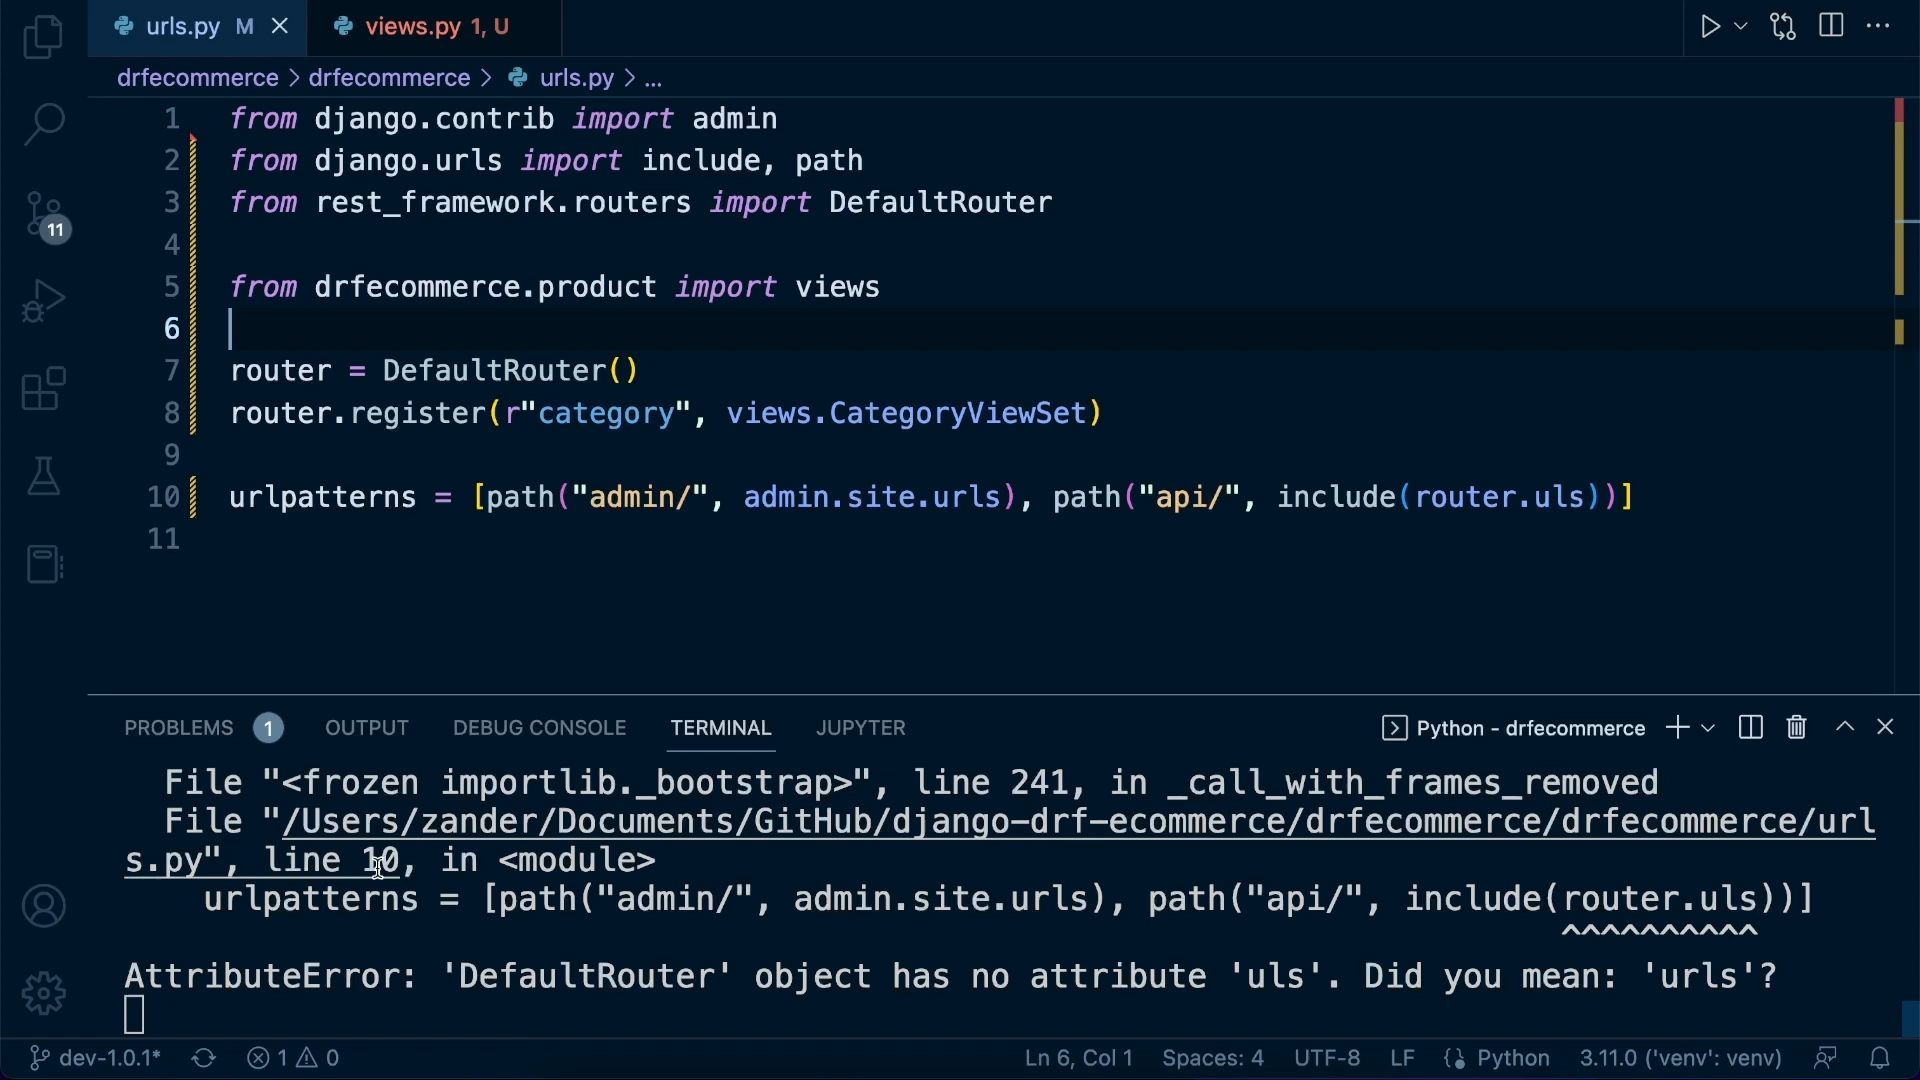 urls.py M
views.py 1, U
drfecommerce > drfecommerce > urls.py > ...
1 from django.contrib import admin
2 from django.urls import include, path
3 from rest_framework.routers import DefaultRouter
4
5 from drfecommerce.product import views
6
7 router = DefaultRouter()
8 router.register(r"category", views.CategoryViewSet)
9
10 urlpatterns = [path("admin/", admin.site.urls), path("api/", include(router.uls))]
11
11
PROBLEMS 1 OUTPUT DEBUG CONSOLE TERMINAL JUPYTER Python - drfecommerce
File "<frozen importlib._bootstrap>", line 241, in _call_with_frames_removed
File "/Users/zander/Documents/GitHub/django-drf-ecommerce/drfecommerce/drfecommerce/url
s.py", line 10, in <module>
urlpatterns = [path("admin/", admin.site.urls), path("api/", include(router.uls))]
^^^^^^^^^^
AttributeError: 'DefaultRouter' object has no attribute 'uls'. Did you mean: 'urls'?
dev-1.0.1* 1 0 Ln 6, Col 1 Spaces: 4 UTF-8 LF Python 3.11.0 ('venv': venv)